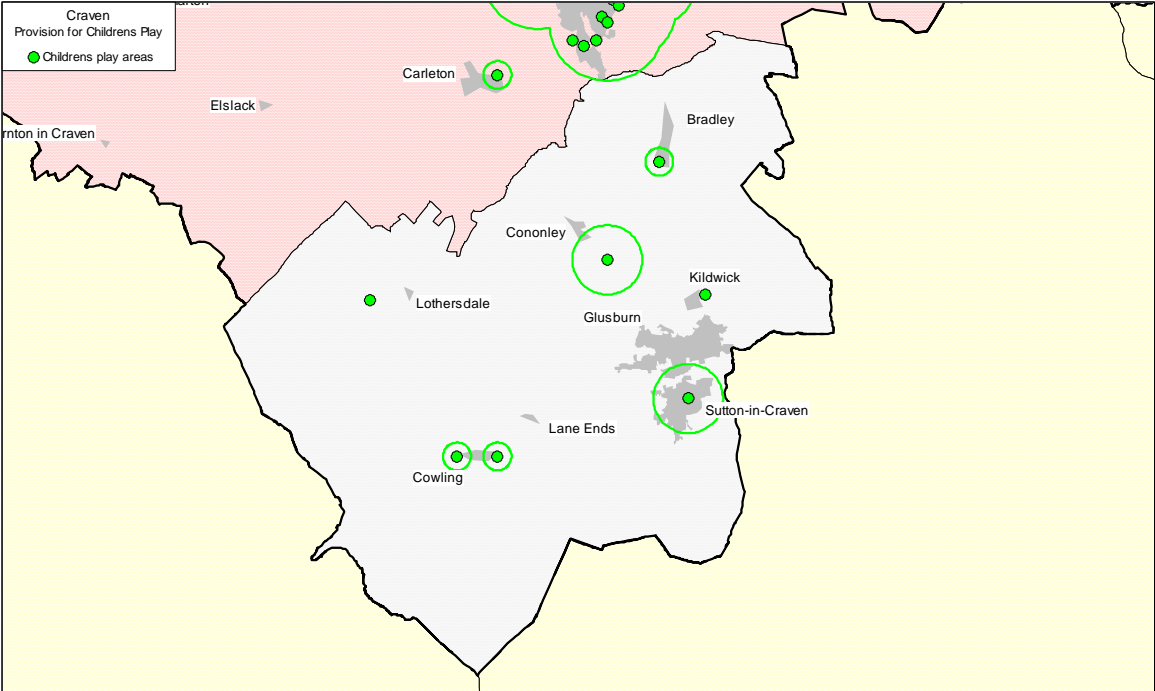 Craven
Provision for Childrens Play
Childrens play areas
Carleton
Elslack
rnton in Craven
Bradley
Cononley
Kildwick
Lothersdale
Glusburn
Sutton-in-Craven
Lane Ends
Cowling